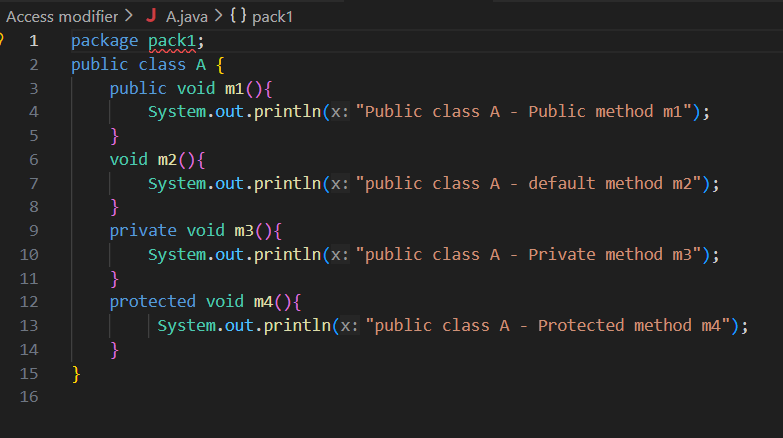 Access modifier > J A.java > {} pack1
1 package pack1;
2 public class A {
3     public void m1(){
4         System.out.println(x: "Public class A - Public method m1");
5     }
6     void m2(){
7         System.out.println(x: "public class A - default method m2");
8     }
9     private void m3(){
10         System.out.println(x: "public class A - Private method m3");
11     }
12     protected void m4(){
13          System.out.println(x: "public class A - Protected method m4");
14     }
15 }
16